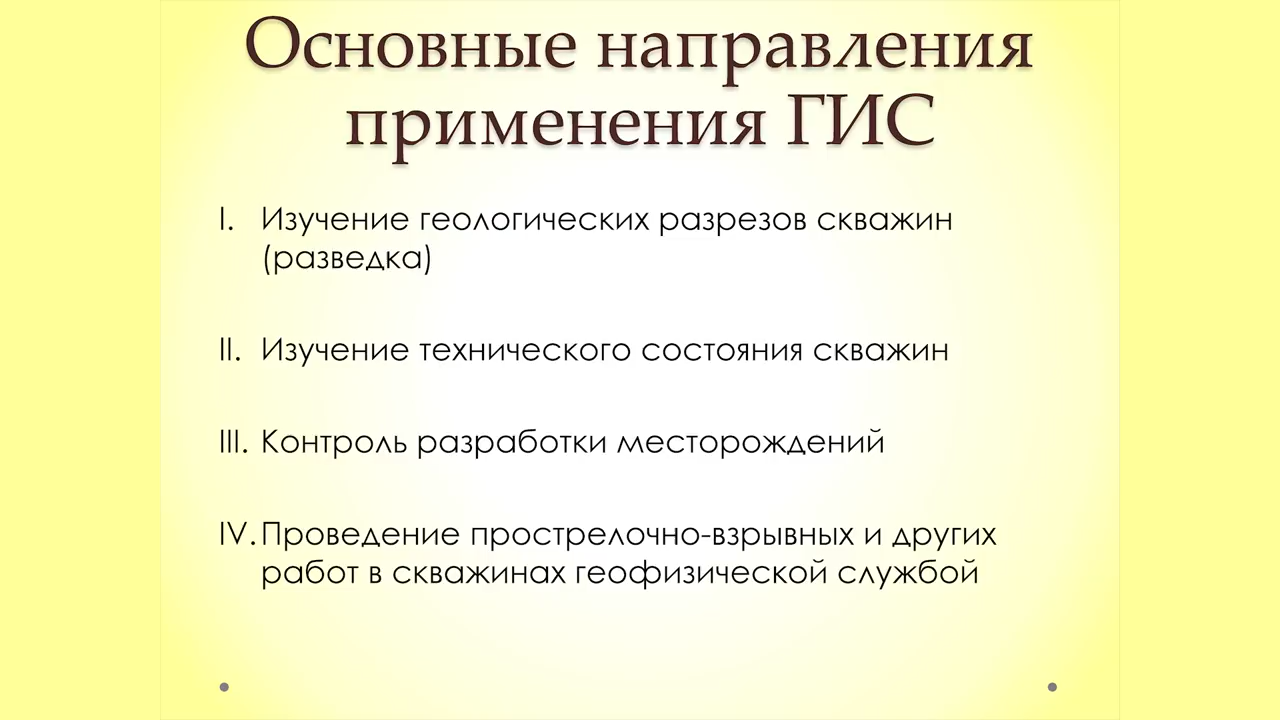 Основные направления
применения ГИС
I. Изучение геологических разрезов скважин
(разведка)
II. Изучение технического состояния скважин
III. Контроль разработки месторождений
IV. Проведение прострелочно-взрывных и других
работ в скважинах геофизической службой